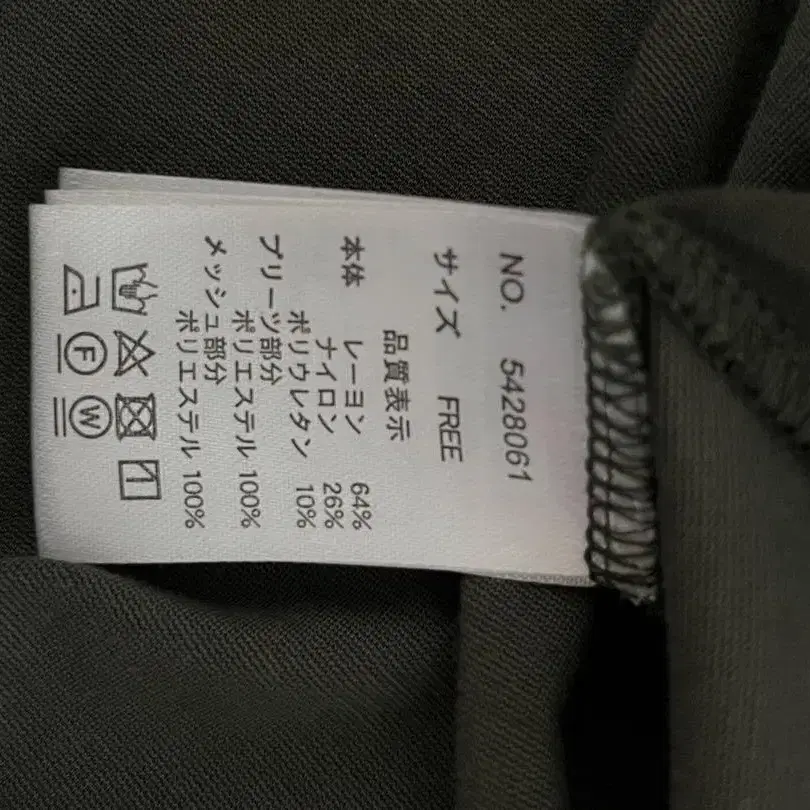 NO. 5428061
サイズ FREE
品質表示
本体 レーヨン 64%
ナイロン 26%
ポリウレタン 10%
プリーツ部分
ポリエステル 100%
メッシュ部分
ポリエステル 100%
F W